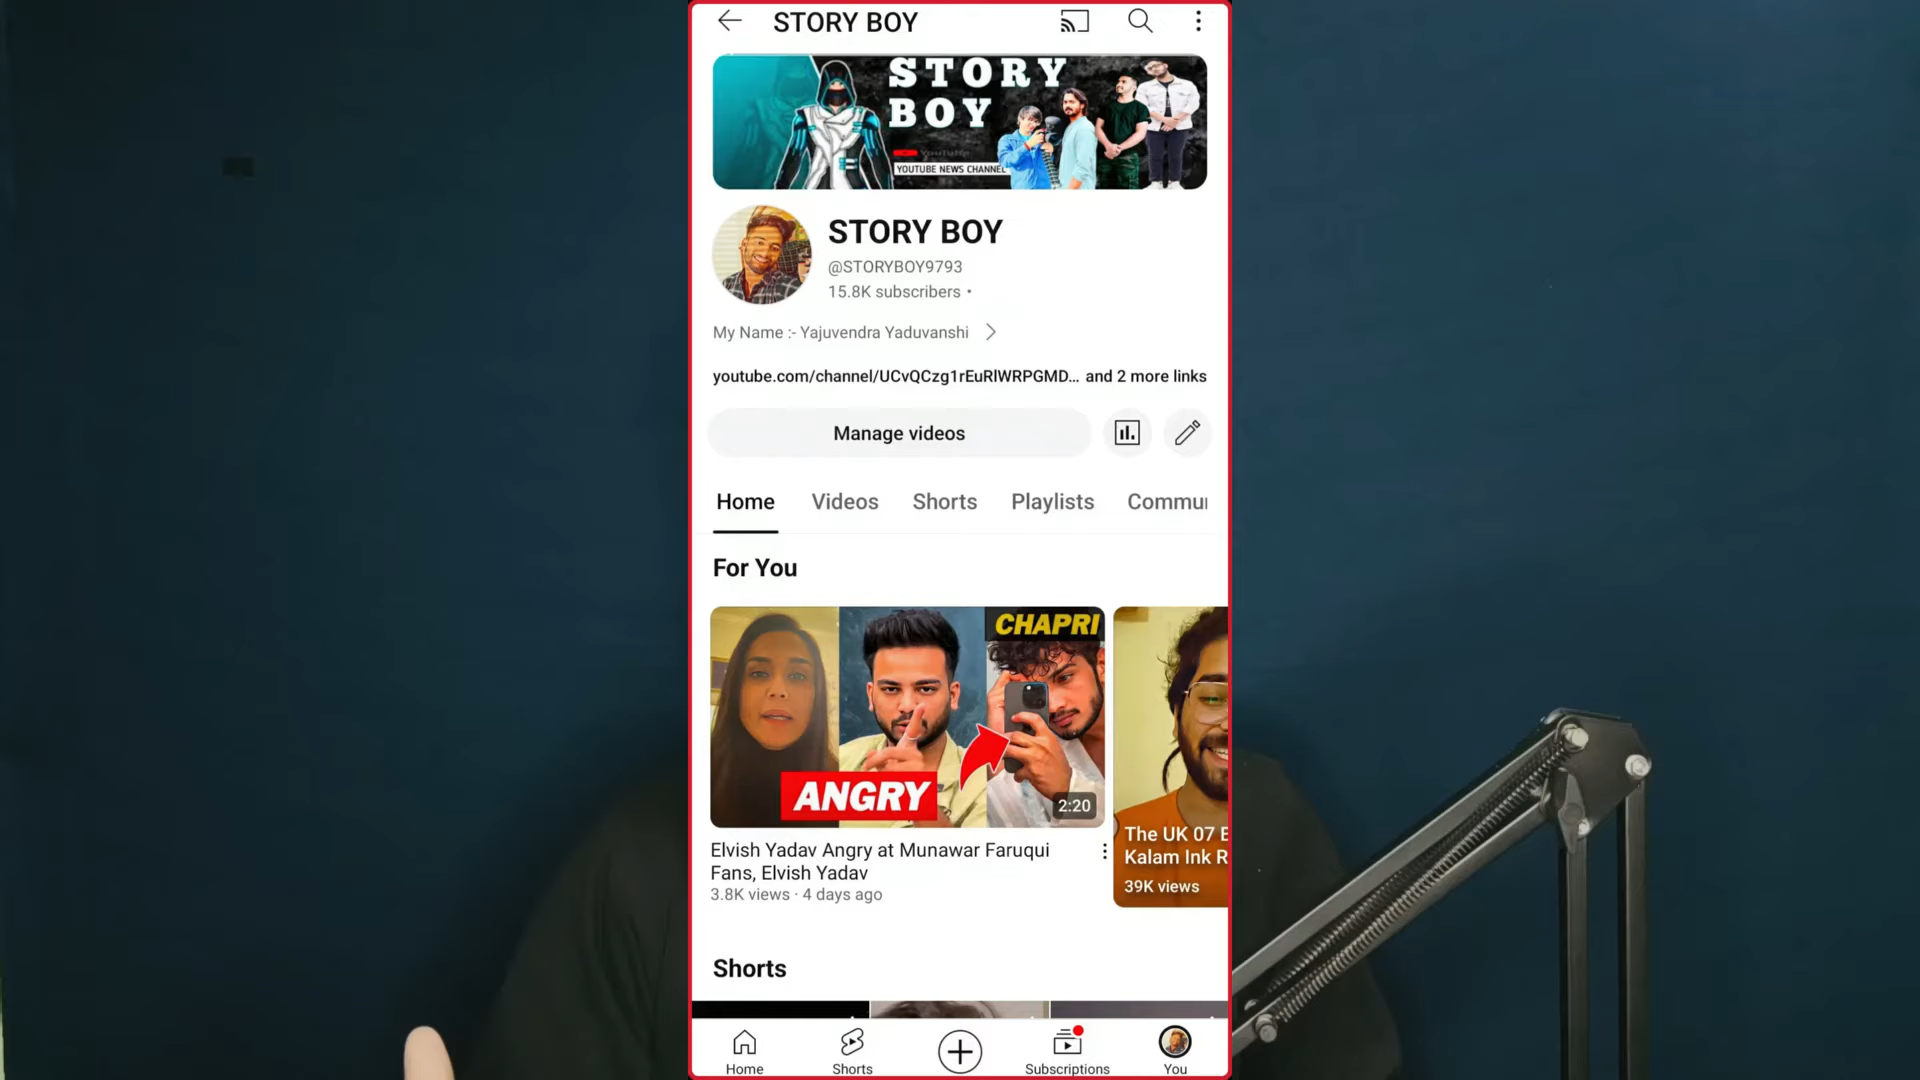 STORY BOY
STORY
BOY
YOUTUBE NEWS CHANNEL
STORY BOY
@STORYBOY9793
15.8K subscribers •
My Name :- Yajuvendra Yaduvanshi
youtube.com/channel/UCvQCzg1rEuRlWRPGMD... and 2 more links
Manage videos
Home Videos Shorts Playlists Commu
For You
CHAPRI
ANGRY
2:20
Elvish Yadav Angry at Munawar Faruqui
Fans, Elvish Yadav
3.8K views · 4 days ago
The UK 07
Kalam Ink R
39K views
Shorts
Home Shorts Subscriptions You